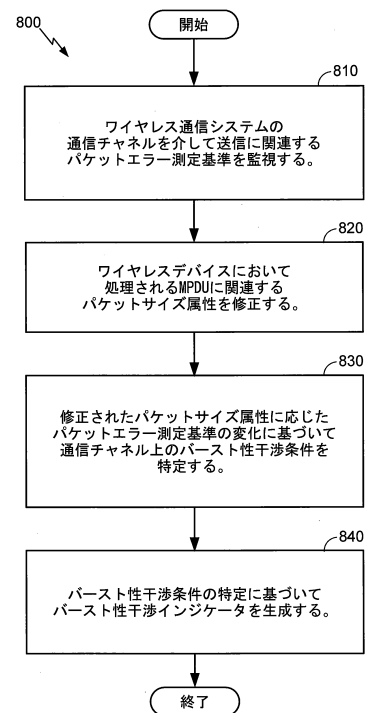 800
開始
810
ワイヤレス通信システムの
通信チャネルを介して送信に関連する
パケットエラー測定基準を監視する。
820
ワイヤレスデバイスにおいて
処理されるMPDUに関連する
パケットサイズ属性を修正する。
830
修正されたパケットサイズ属性に応じた
パケットエラー測定基準の変化に基づいて
通信チャネル上のバースト性干渉条件を
特定する。
840
バースト性干渉条件の特定に基づいて
バースト性干渉インジケータを生成する。
終了